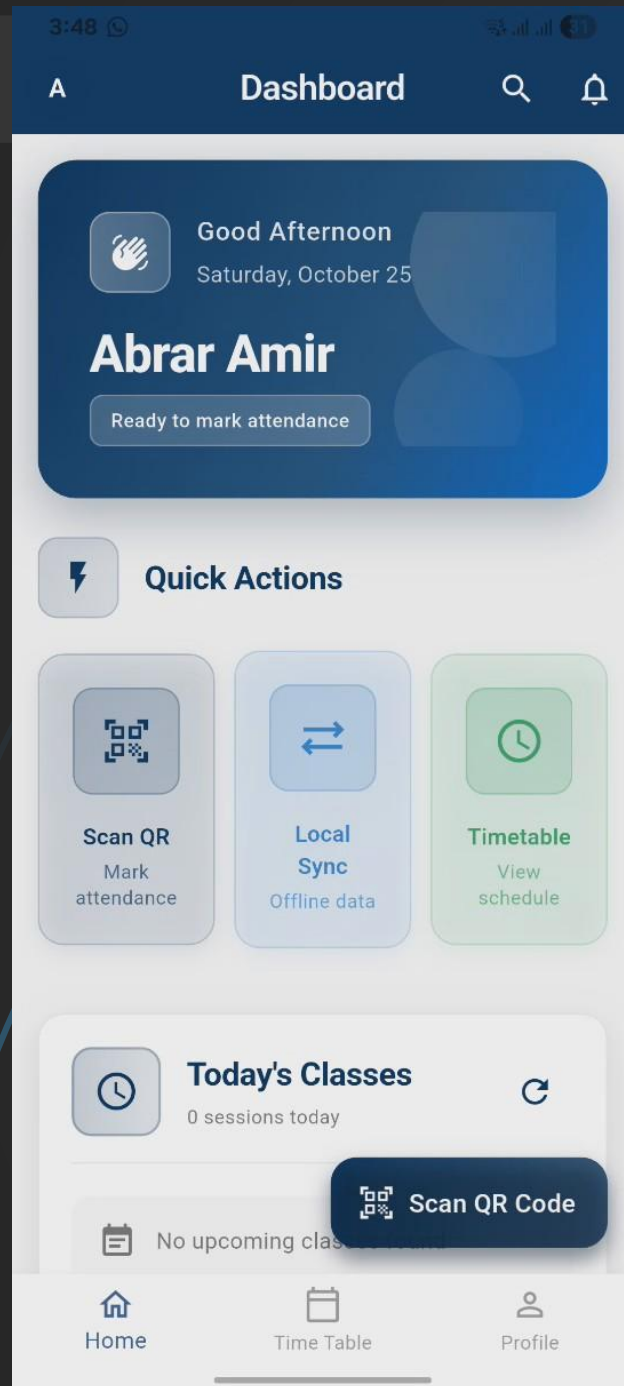 3:48
31
A
Dashboard
Good Afternoon
Saturday, October 25
Abrar Amir
Ready to mark attendance
Quick Actions
Scan QR
Mark
attendance
Local
Sync
Offline data
Timetable
View
schedule
Today's Classes
0 sessions today
Scan QR Code
No upcoming
Home
Time Table
Profile